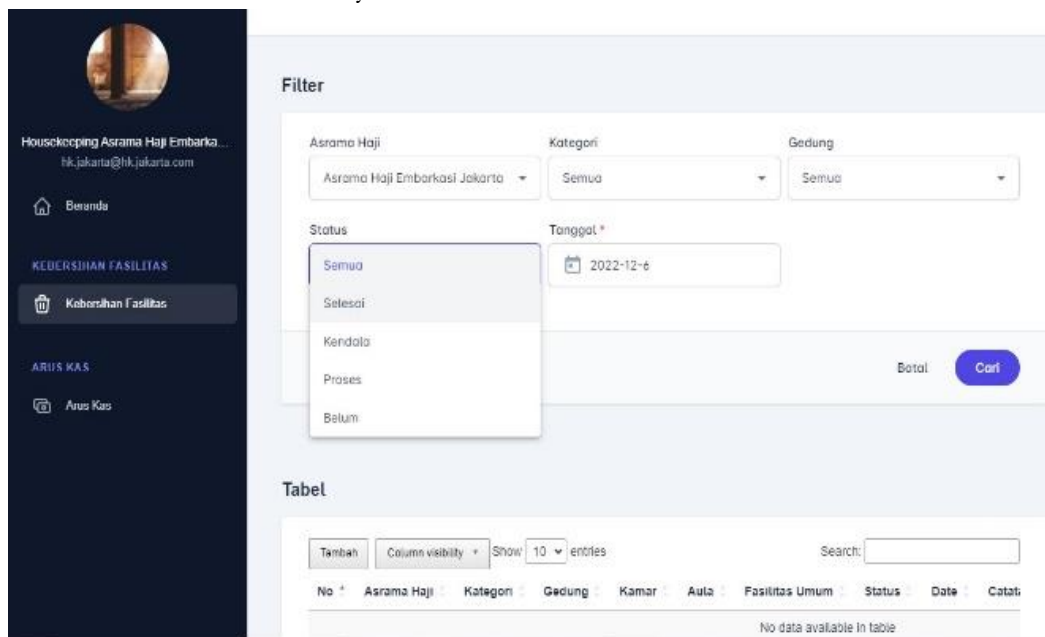 Housekeeping Asrama Haji Embarka...
hk.jakarta@hk.jakarta.com
Beranda
KEBERSIHAN FASILITAS
Kebersihan Fasilitas
ARUS KAS
Arus Kas
Filter
Asrama Haji Kategori Gedung
Asrama Haji Embarkasi Jakarta Semua Semua
Status Tanggal *
Semua 2022-12-6
Selesai
Kendala
Proses
Belum
Batal Cari
Tabel
Tambah Column visibility Show 10 entries Search:
No Asrama Haji Kategori Gedung Kamar Aula Fasilitas Umum Status Date Catata
No data available in table